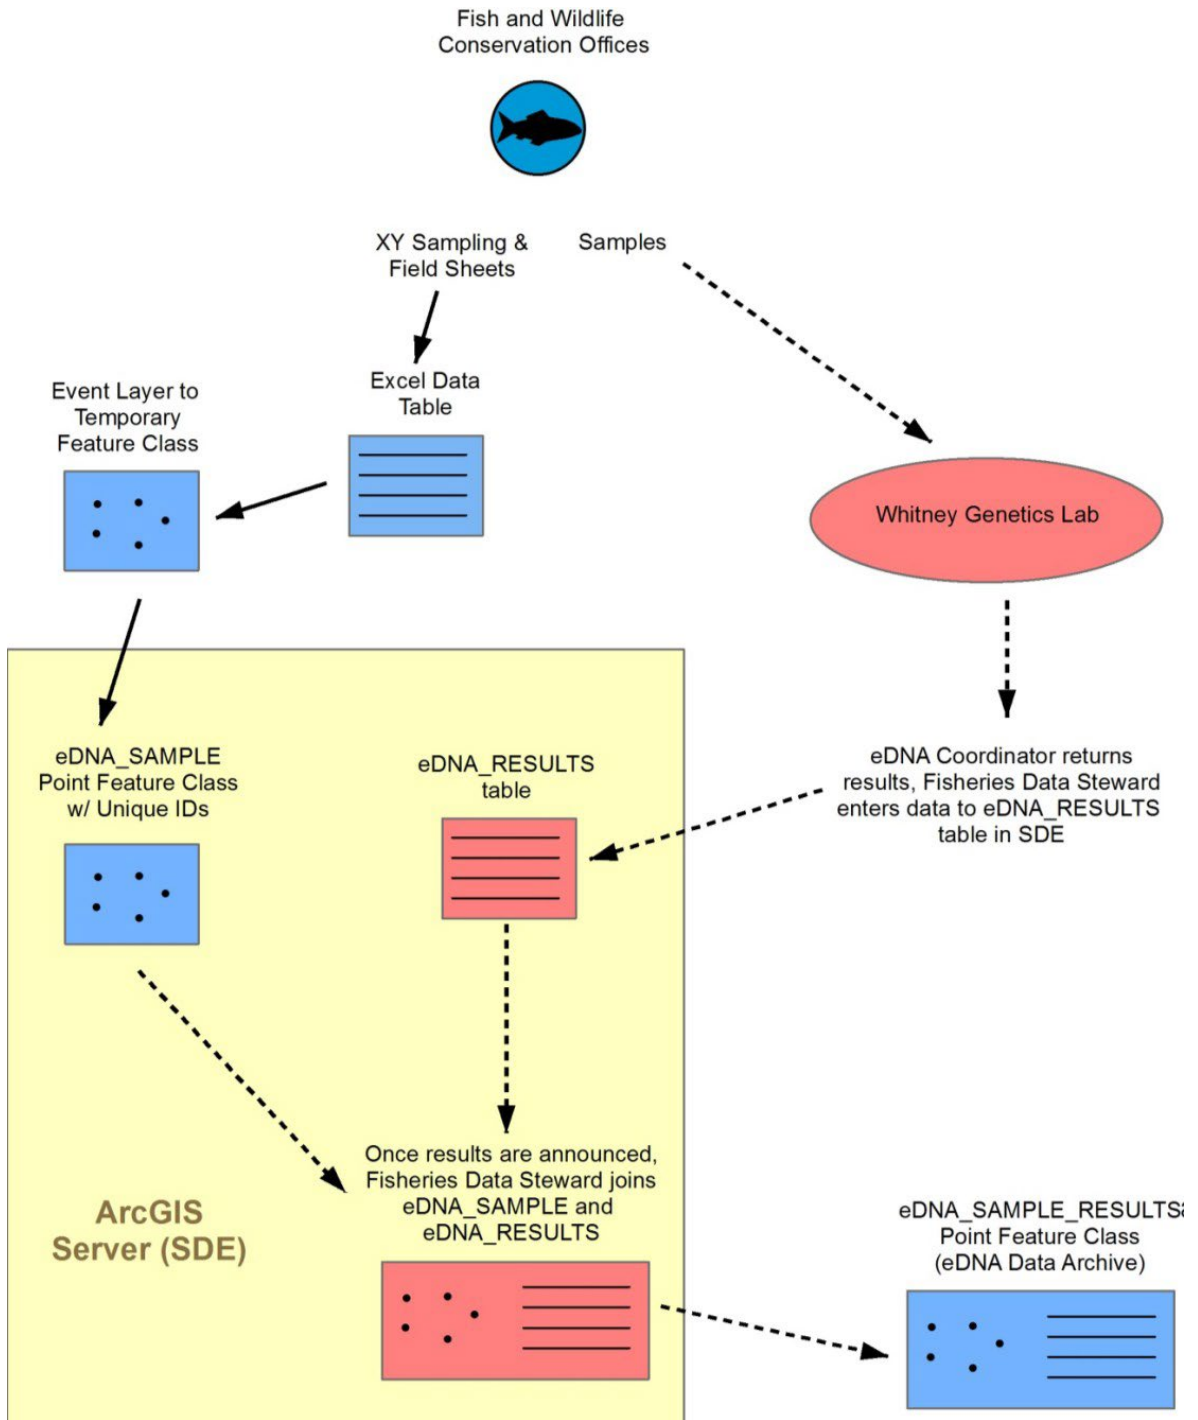 Fish and Wildlife
Conservation Offices
XY Sampling &
Field Sheets
Samples
Event Layer to
Temporary
Feature Class
Excel Data
Table
Whitney Genetics Lab
eDNA_SAMPLE
Point Feature Class
w/ Unique IDs
eDNA_RESULTS
table
eDNA Coordinator returns
results, Fisheries Data Steward
enters data to eDNA_RESULTS
table in SDE
Once results are announced,
Fisheries Data Steward joins
eDNA_SAMPLE and
eDNA_RESULTS
ArcGIS
Server (SDE)
eDNA_SAMPLE_RESULTS
Point Feature Class
(eDNA Data Archive)